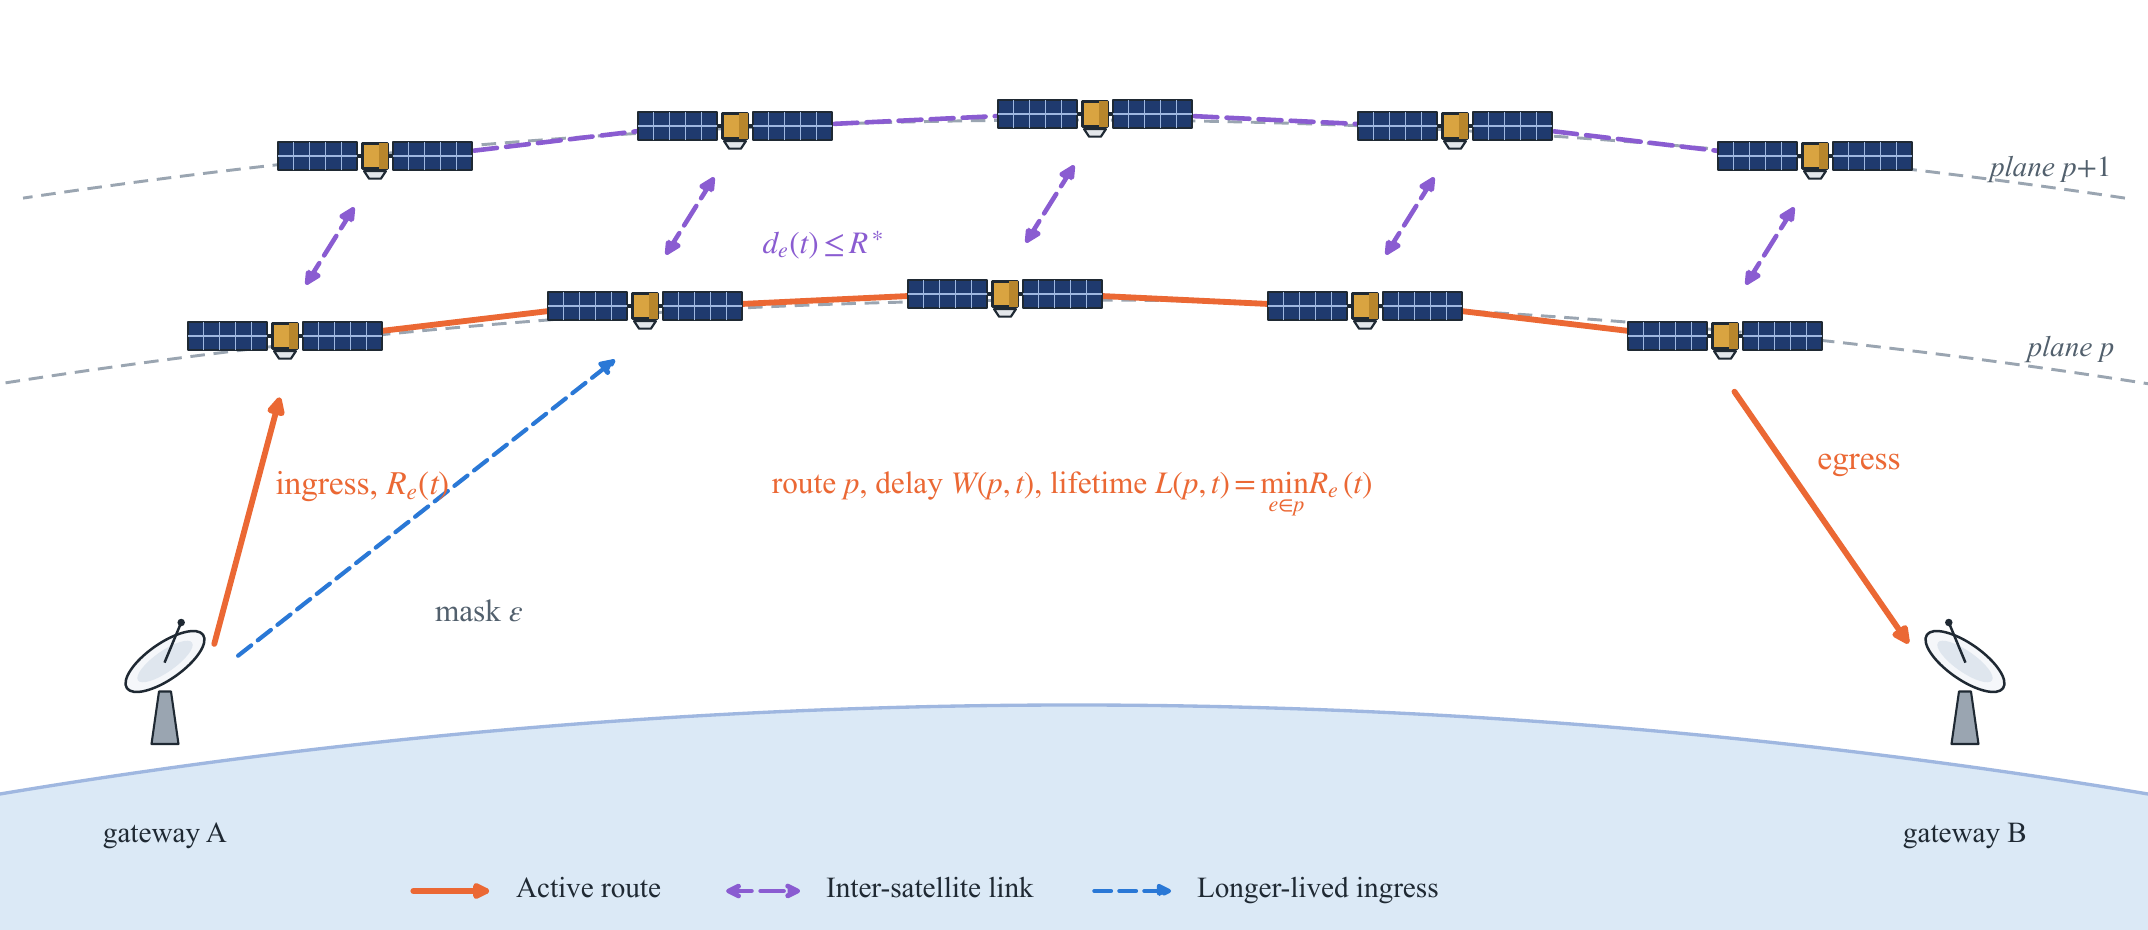 plane p+1
d_e(t) ≤ R*
plane p
ingress, R_e(t)
route p, delay W(p, t), lifetime L(p, t) = min_{e∈p} R_e (t)
egress
mask ε
gateway A
gateway B
Active route
Inter-satellite link
Longer-lived ingress